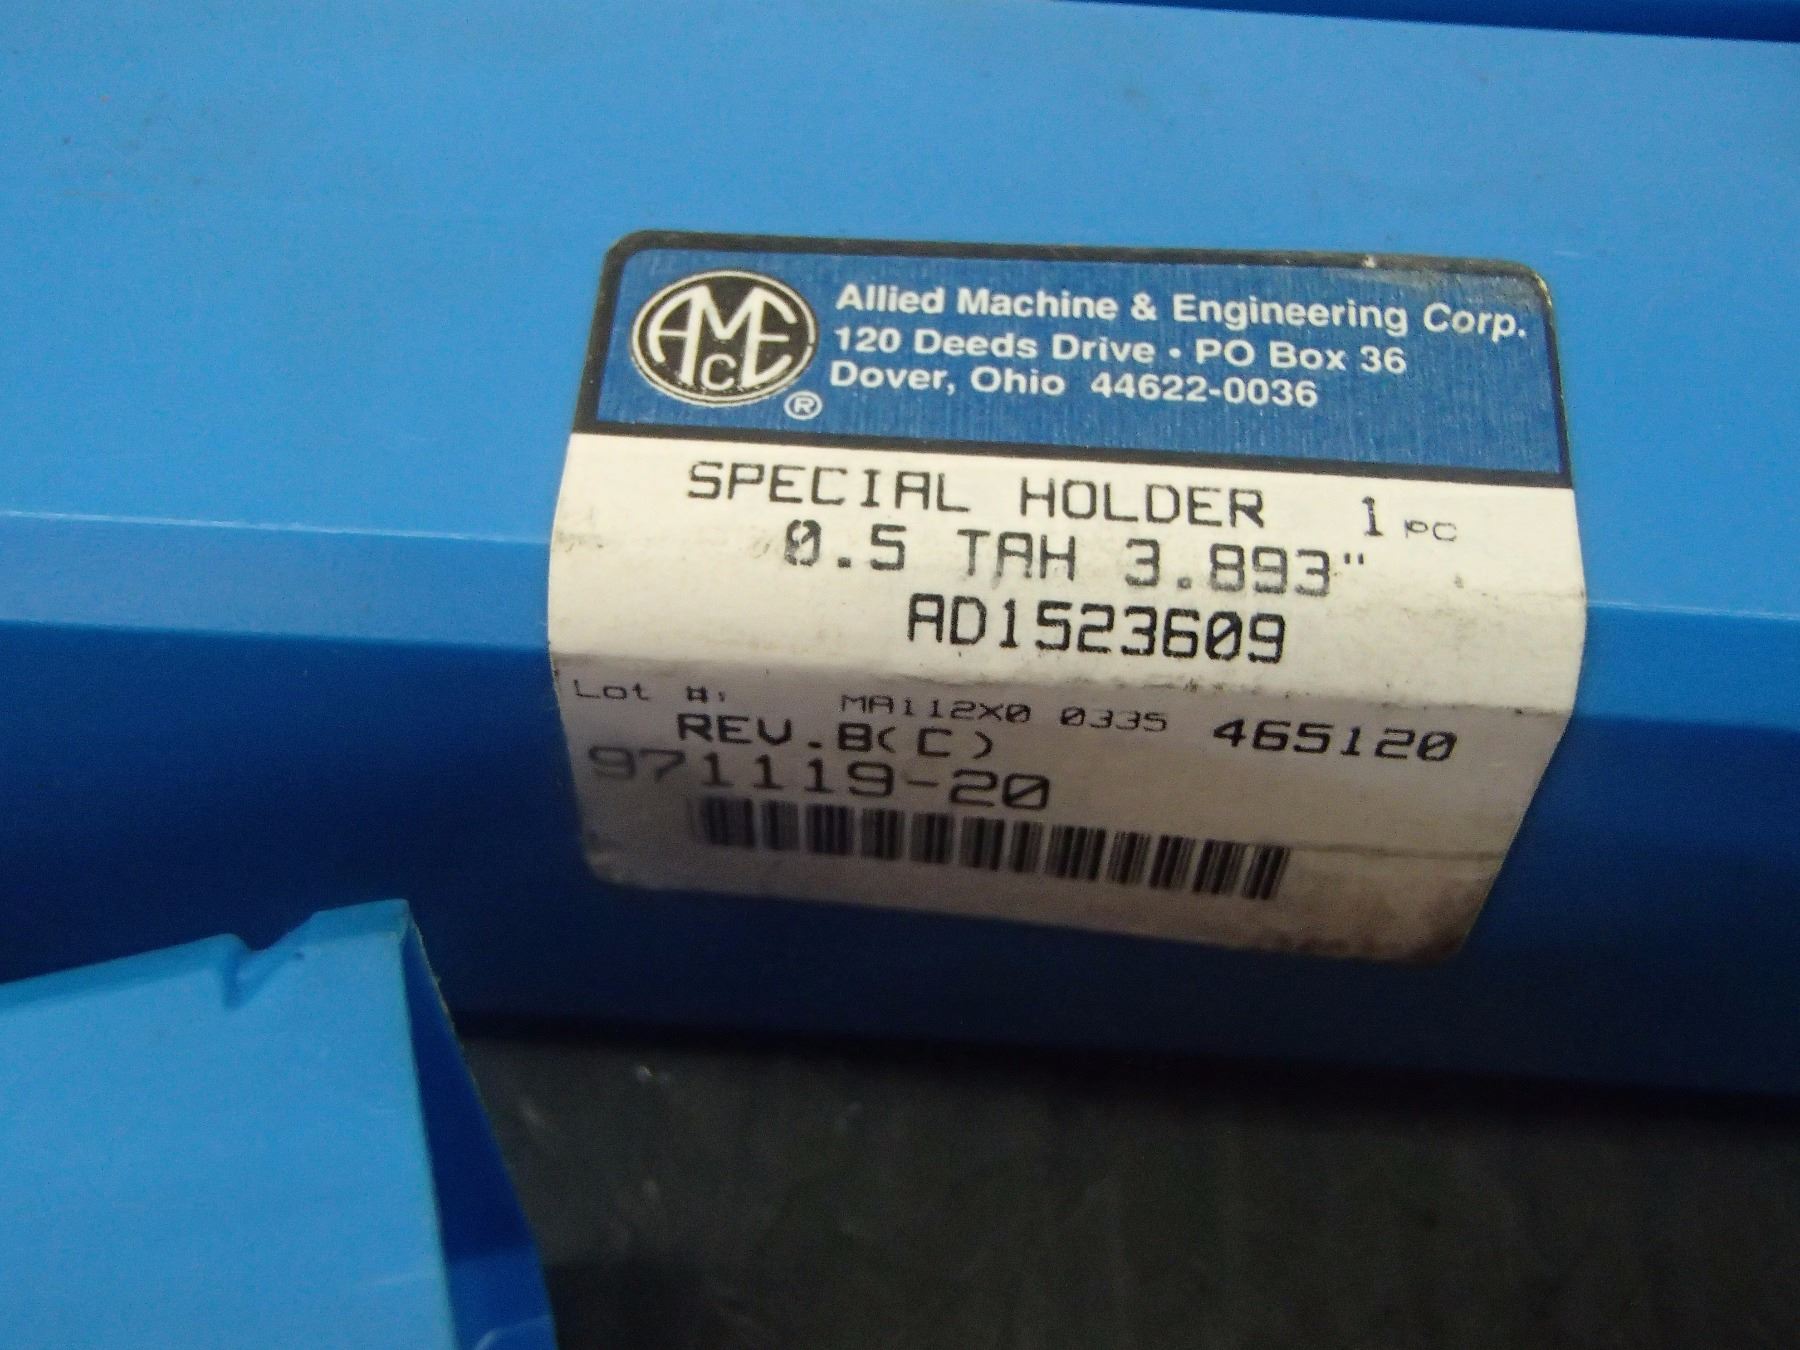 AMEC ®
Allied Machine & Engineering Corp.
120 Deeds Drive • PO Box 36
Dover, Ohio 44622-0036
SPECIAL HOLDER 1 PC
0.5 TAH 3.893"
AD1523609
Lot #: MA112X0 0335 465120
REV.B(C)
971119-20